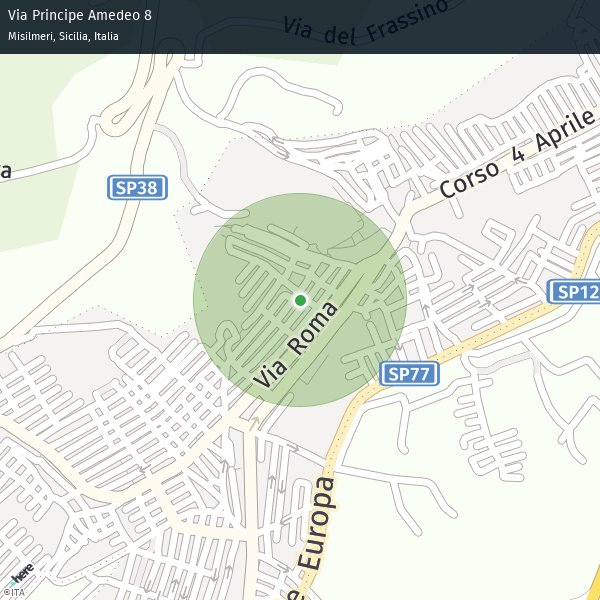 Via Principe Amedeo 8
Misilmeri, Sicilia, Italia
Via del Frassino
Corso 4 Aprile
SP38
SP12
Via Roma
SP77
Europa
here
©ITA